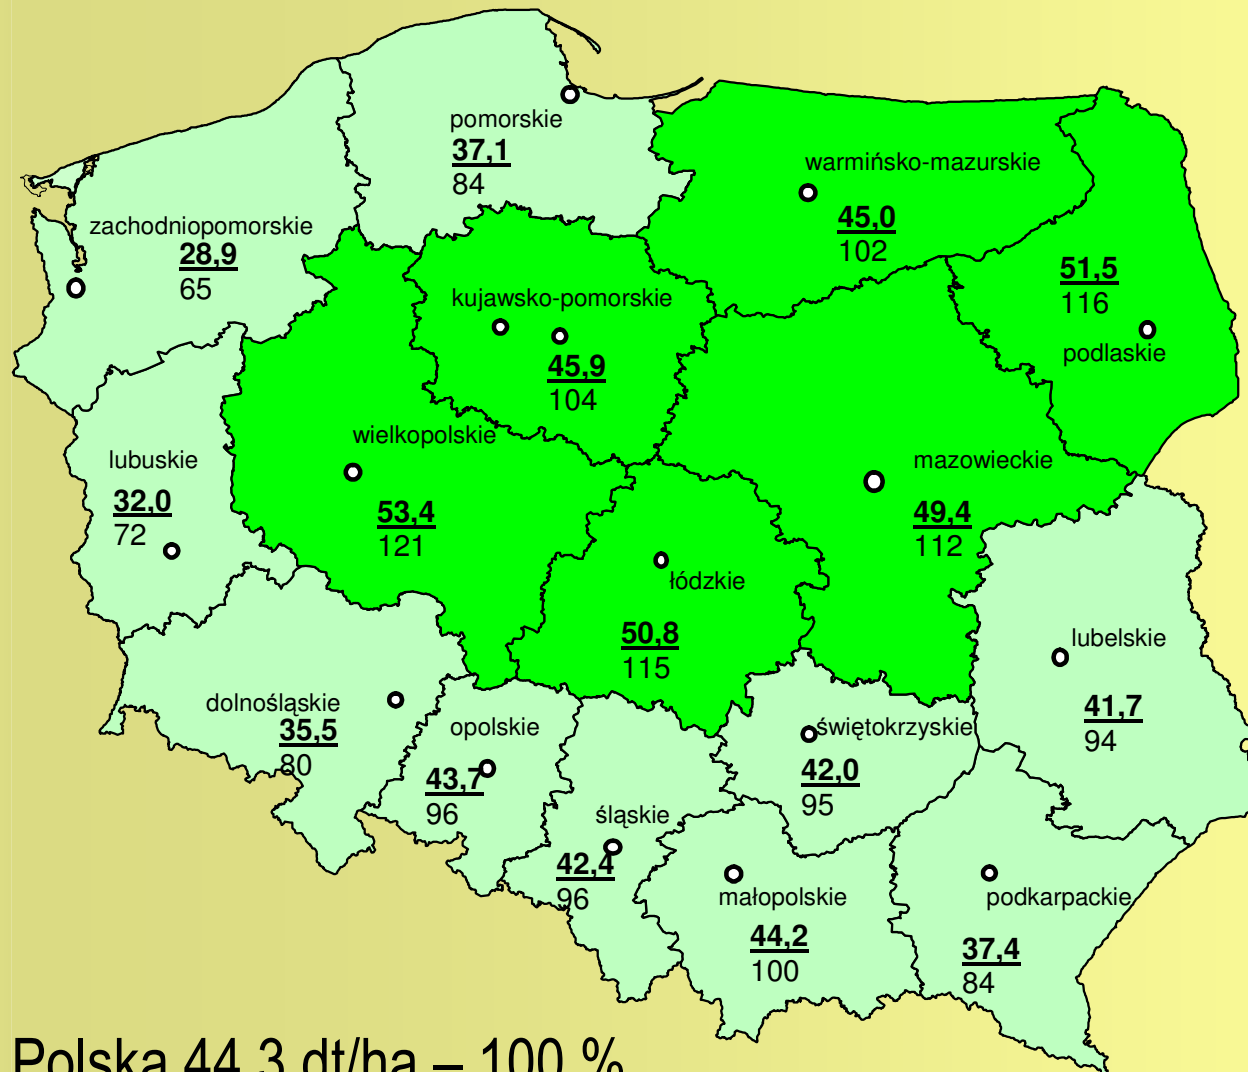 pomorskie
37,1
84
warmińsko-mazurskie
45,0
102
zachodniopomorskie
28,9
65
51,5
116
podlaskie
kujawsko-pomorskie
45,9
104
wielkopolskie
53,4
121
lubuskie
32,0
72
mazowieckie
49,4
112
łódzkie
50,8
115
lubelskie
41,7
94
dolnośląskie
35,5
80
opolskie
43,7
96
świętokrzyskie
42,0
95
śląskie
42,4
96
małopolskie
44,2
100
podkarpackie
37,4
84
Polska 44,3 dt/ha – 100 %